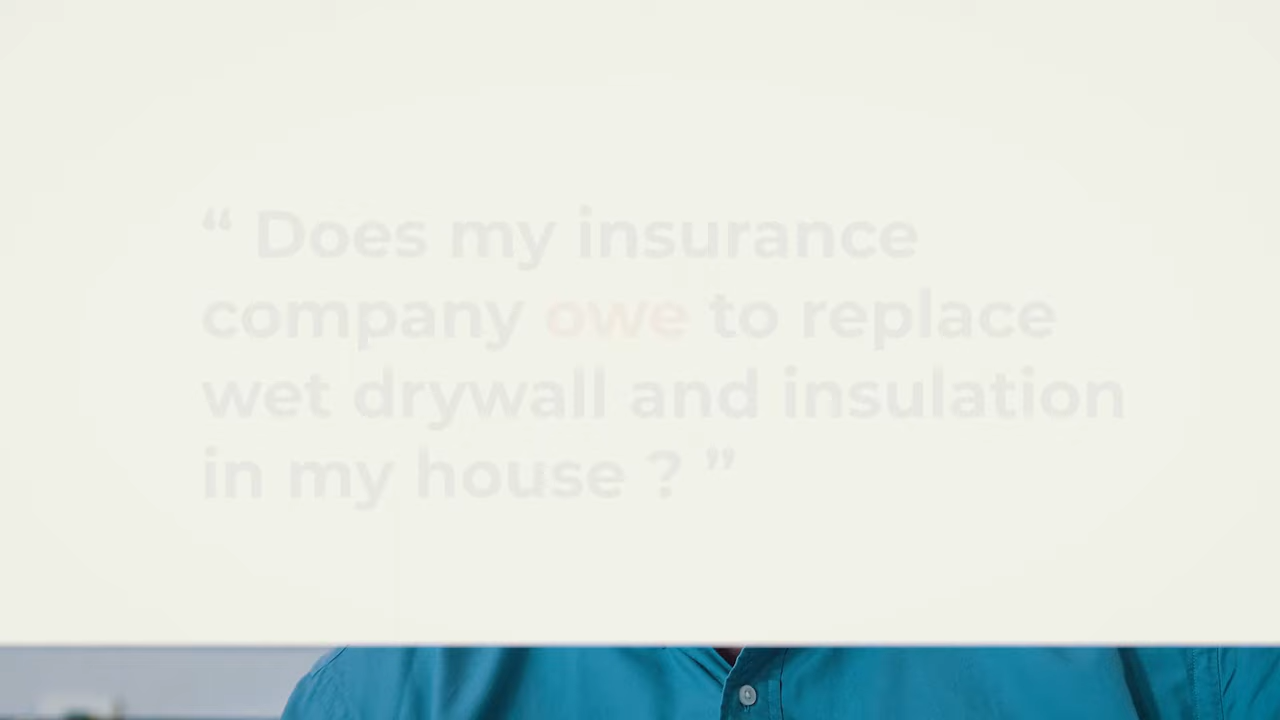 “ Does my insurance
company owe to replace
wet drywall and insulation
in my house ? ”